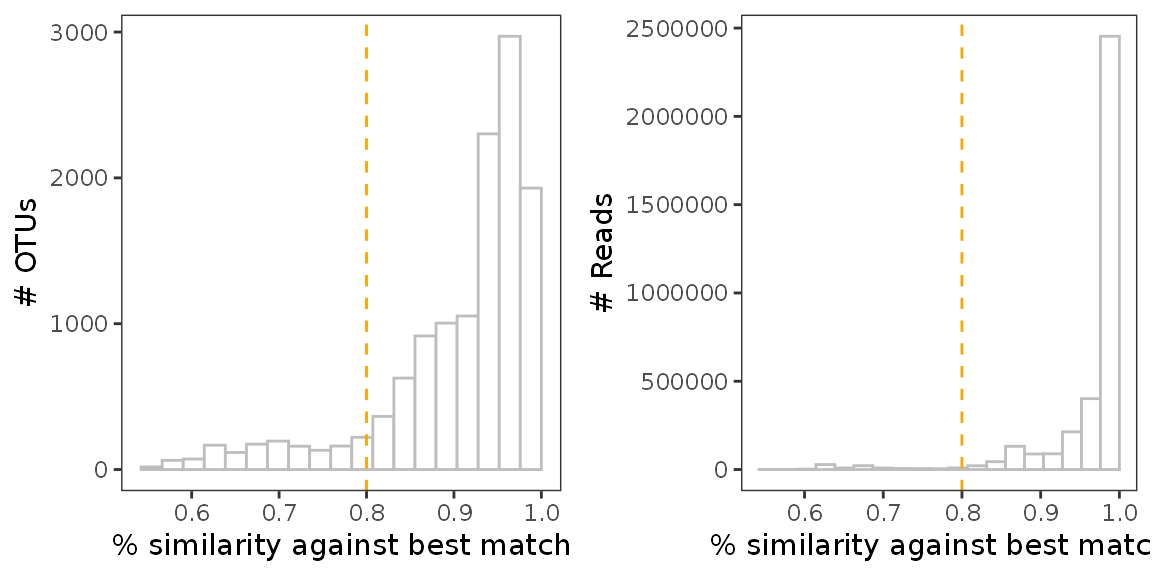 # OTUs
3000
2000
1000
0
0.6 0.7 0.8 0.9 1.0
% similarity against best match
# Reads
2500000
2000000
1500000
1000000
500000
0
0.6 0.7 0.8 0.9 1.0
% similarity against best matc